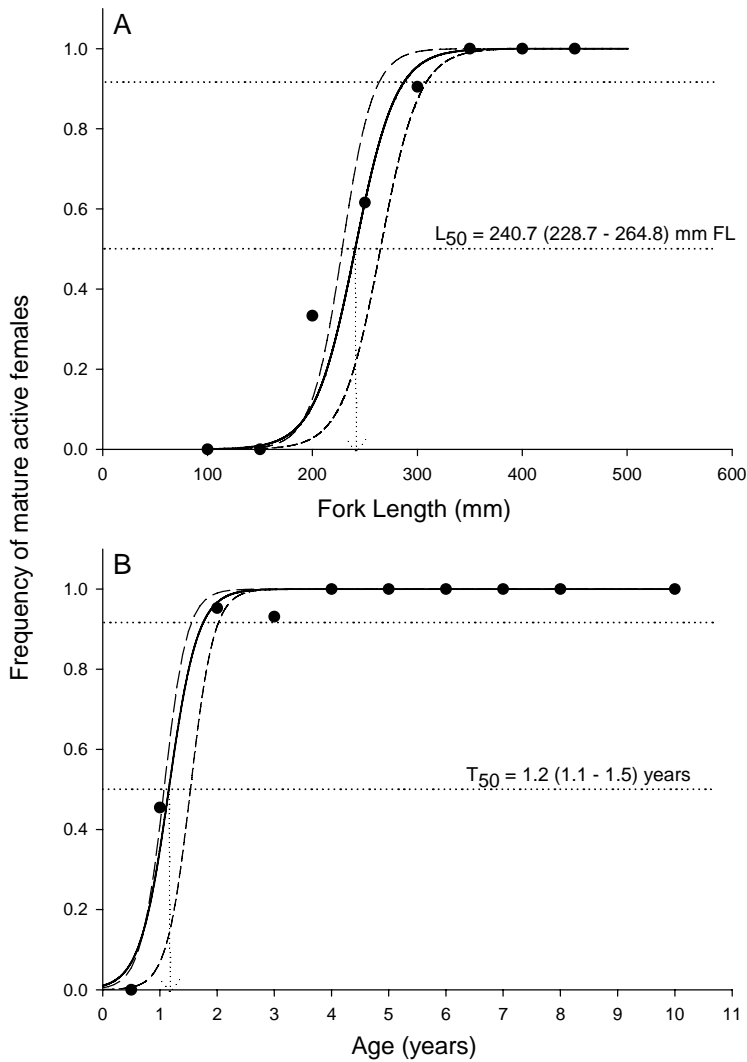 A
1.0
0.8
0.6
0.4
0.2
0.0
L50 = 240.7 (228.7 - 264.8) mm FL
0 100 200 300 400 500 600
Fork Length (mm)
Frequency of mature active females
B
1.0
0.8
0.6
0.4
0.2
0.0
T50 = 1.2 (1.1 - 1.5) years
0 1 2 3 4 5 6 7 8 9 10 11
Age (years)